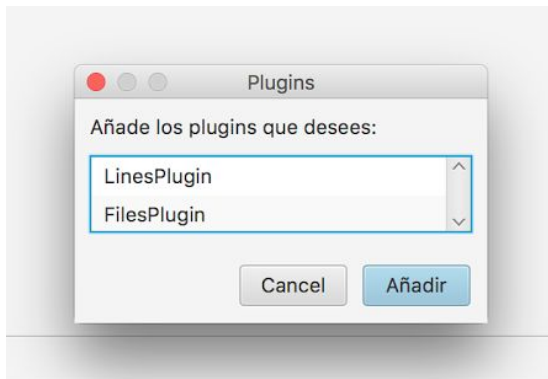 Plugins
Añade los plugins que desees:
LinesPlugin
FilesPlugin
Cancel Añadir